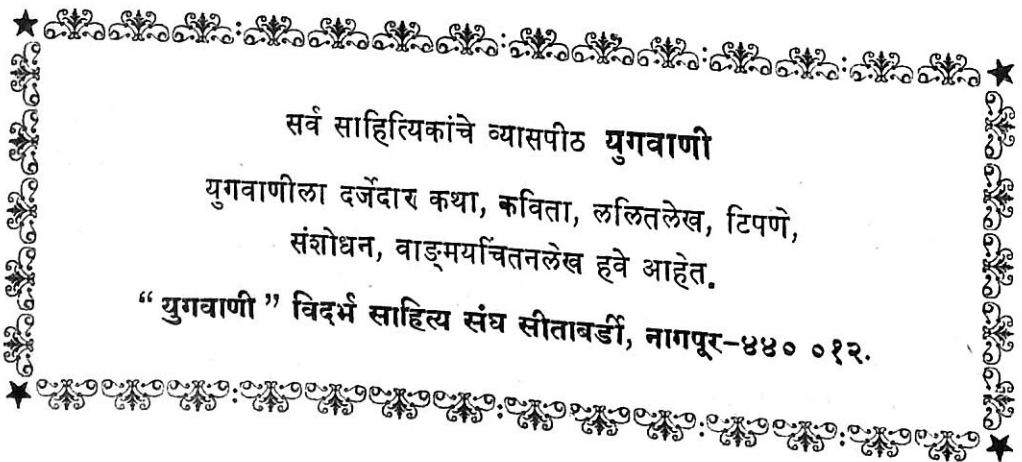 सर्व साहित्यिकांचे व्यासपीठ युगवाणी
युगवाणीला दर्जेदार कथा, कविता, ललितलेख, टिपणे,
संशोधन, वाङ्मयचिंतनलेख हवे आहेत.
“ युगवाणी ” विदर्भ साहित्य संघ सीताबर्डी, नागपूर-४४० ०१२.